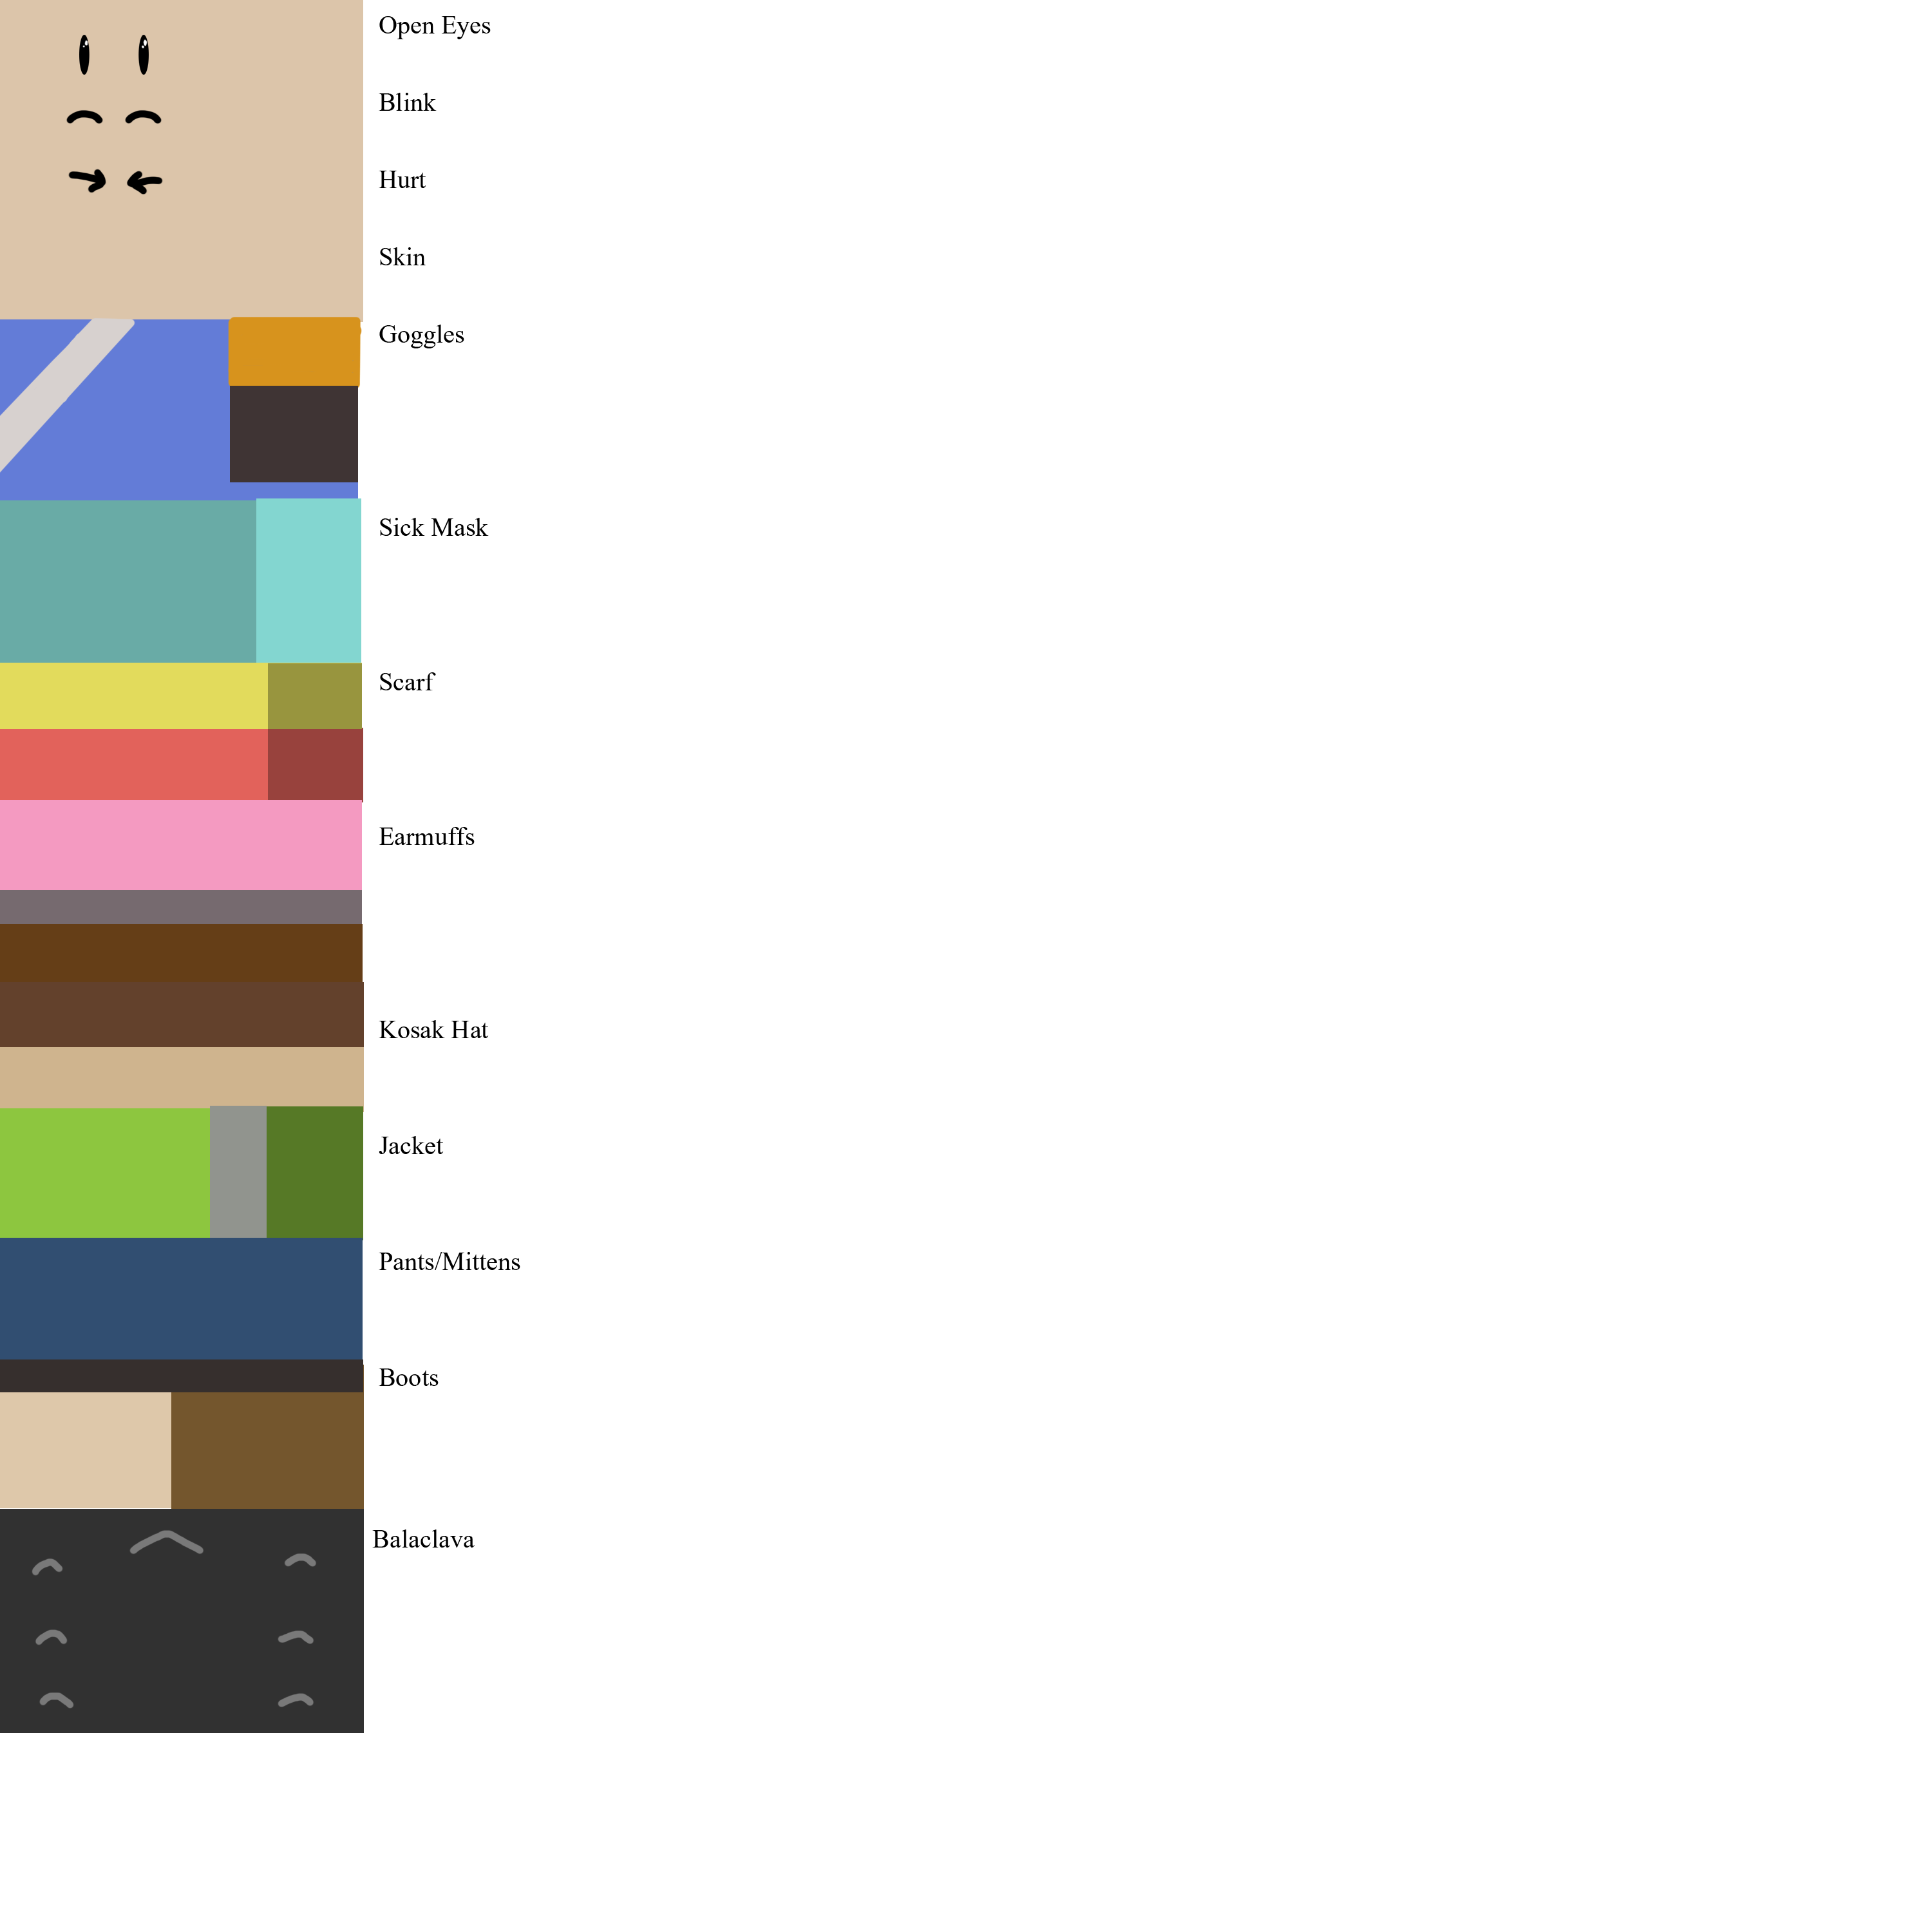 Open Eyes
Blink
Hurt
Skin
Goggles
Sick Mask
Scarf
Earmuffs
Kosak Hat
Jacket
Pants/Mittens
Boots
Balaclava